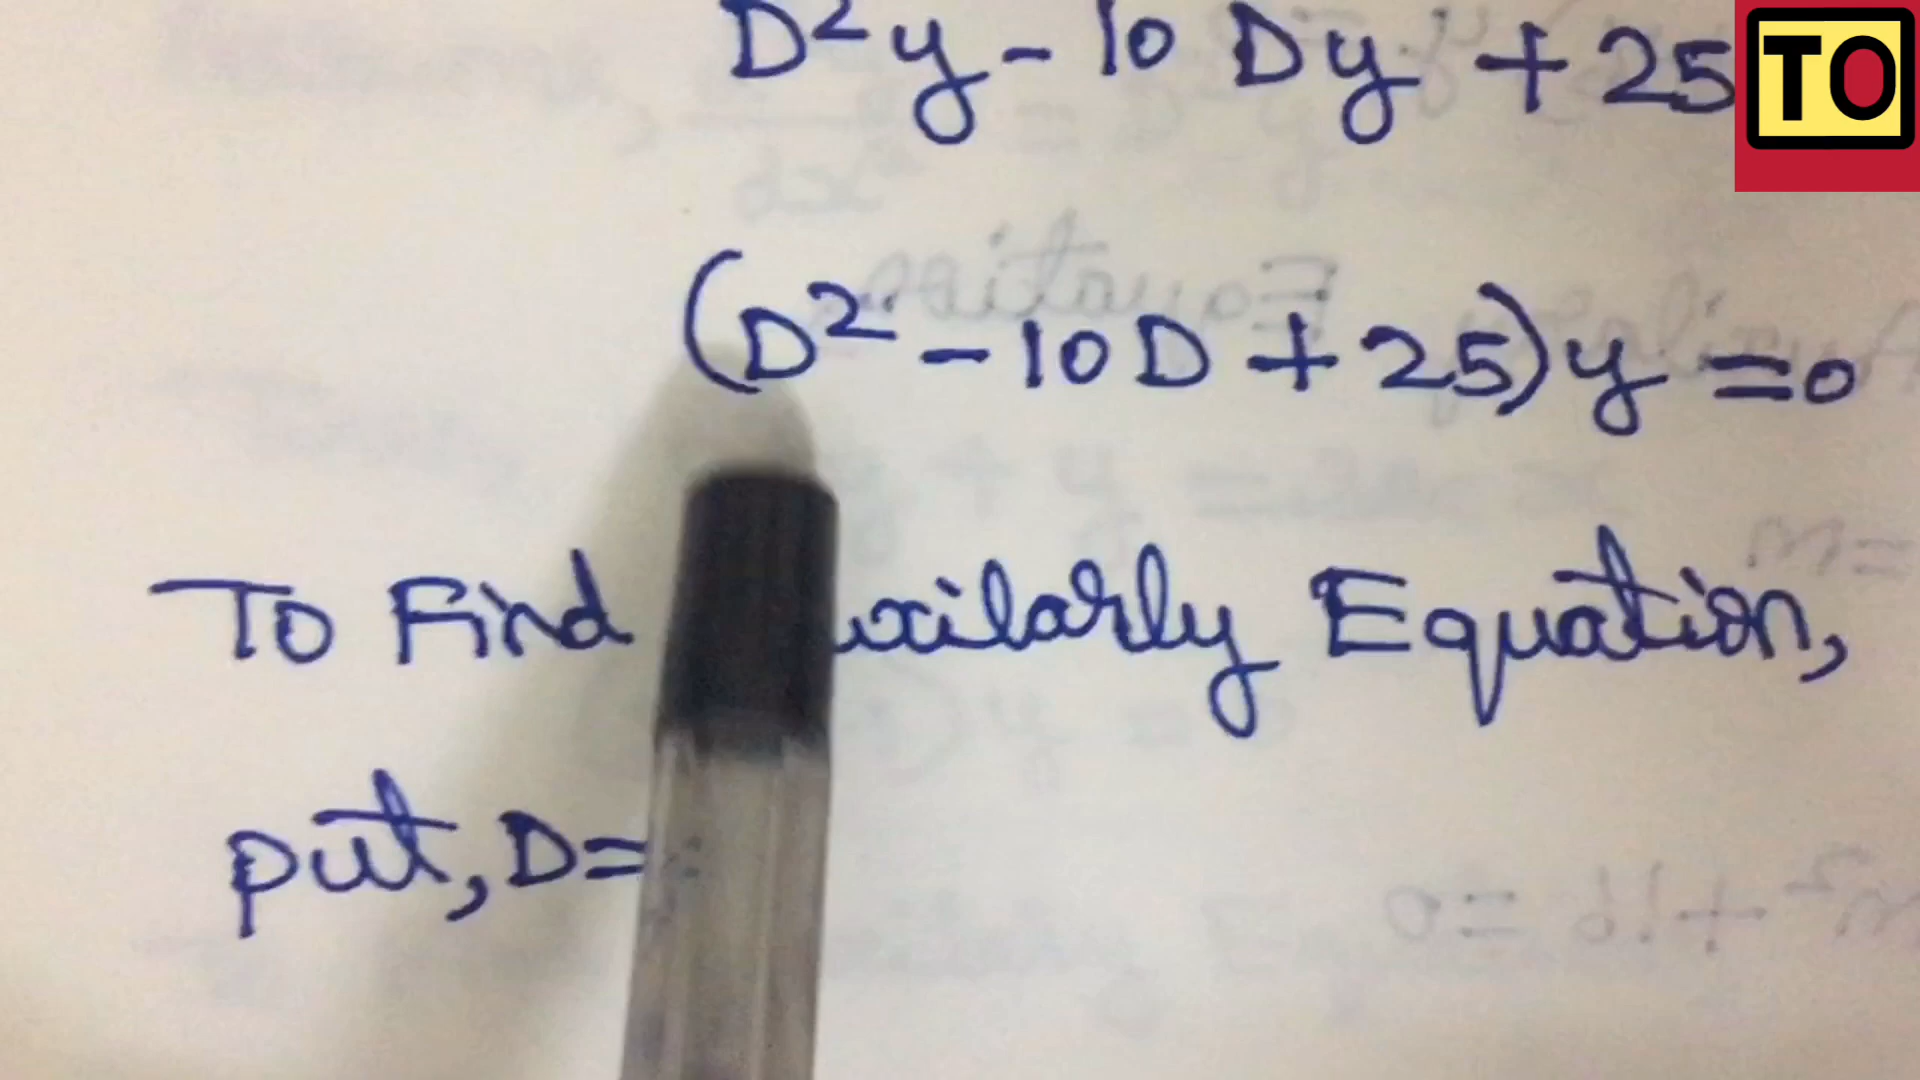 D²y - 10 Dy + 25
TO
(D² - 10D + 25)y = 0
To Find uxilarly Equation,
put, D=